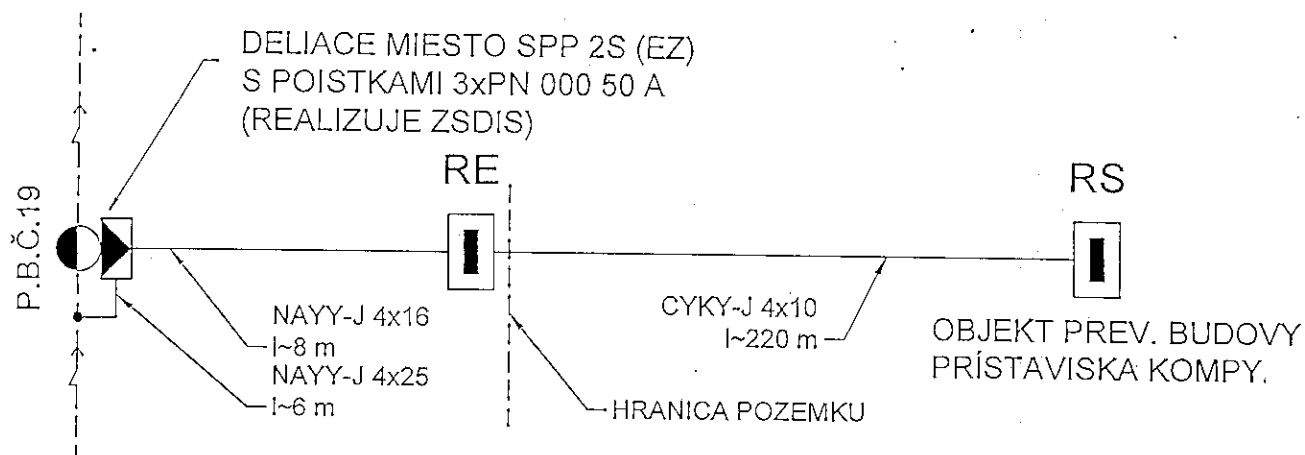 DELIACE MIESTO SPP 2S (EZ)
S POISTKAMI 3xPN 000 50 A
(REALIZUJE ZSDIS)
P.B.Č.19
RE
RS
NAYY-J 4x16
l~8 m
NAYY-J 4x25
l~6 m
CYKY-J 4x10
l~220 m
HRANICA POZEMKU
OBJEKT PREV. BUDOVY
PRÍSTAVISKA KOMPY.